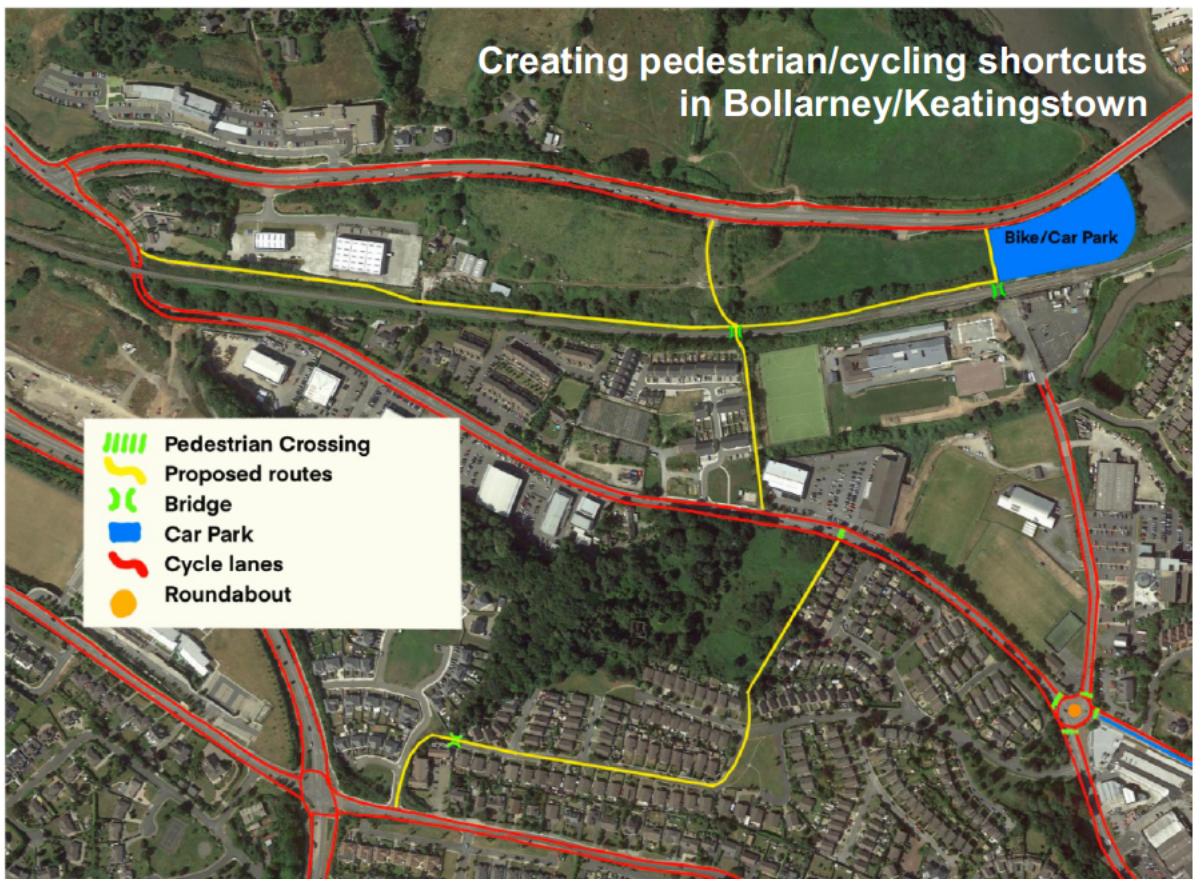 Creating pedestrian/cycling shortcuts
in Bollarney/Keatingstown
Bike/Car Park
Pedestrian Crossing
Proposed routes
Bridge
Car Park
Cycle lanes
Roundabout